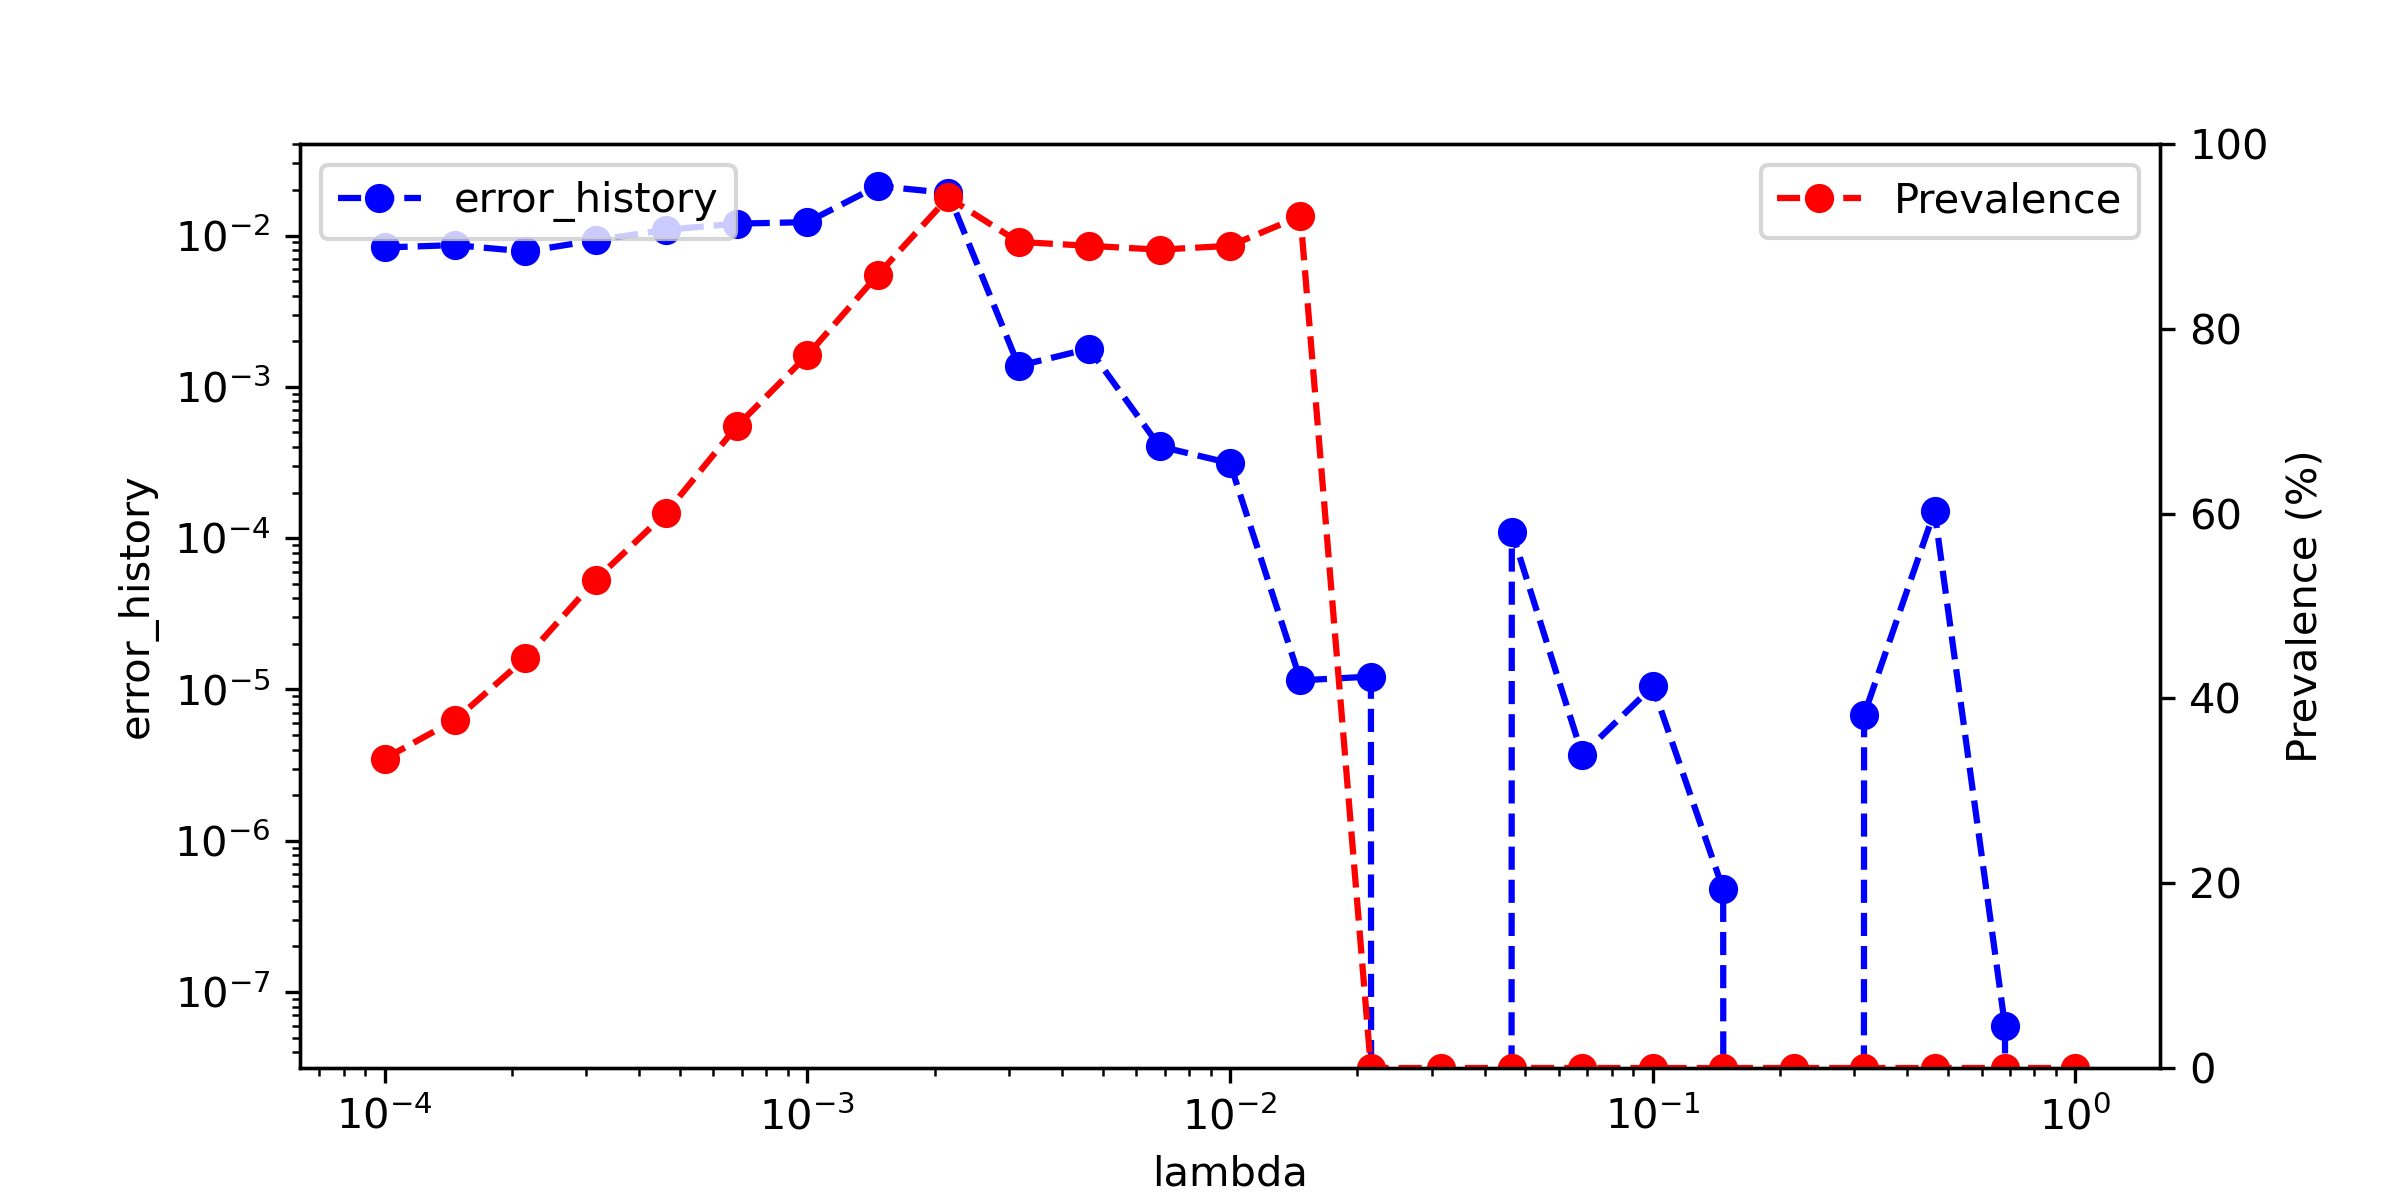 error_history
Prevalence
10⁻²
10⁻³
10⁻⁴
10⁻⁵
10⁻⁶
10⁻⁷
error_history
100
80
60
40
20
0
Prevalence (%)
10⁻⁴ 10⁻³ 10⁻² 10⁻¹ 10⁰
lambda